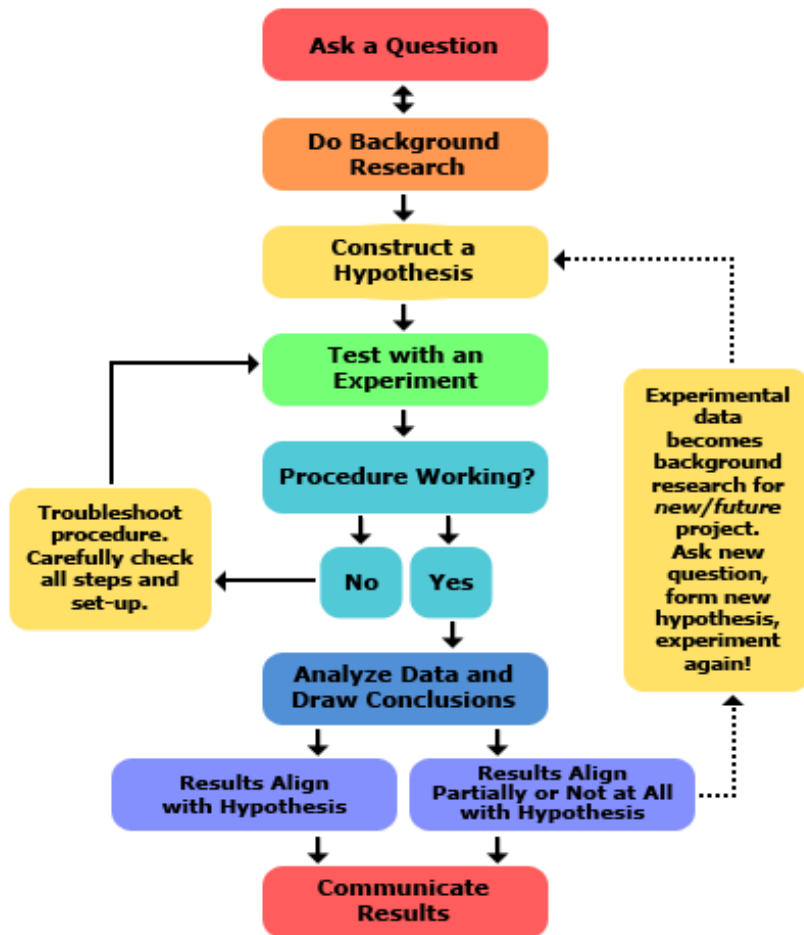 Ask a Question
Do Background
Research
Construct a
Hypothesis
Test with an
Experiment
Procedure Working?
No
Yes
Troubleshoot
procedure.
Carefully check
all steps and
set-up.
Experimental
data
becomes
background
research for
new/future
project.
Ask new
question,
form new
hypothesis,
experiment
again!
Analyze Data and
Draw Conclusions
Results Align
with Hypothesis
Results Align
Partially or Not at All
with Hypothesis
Communicate
Results